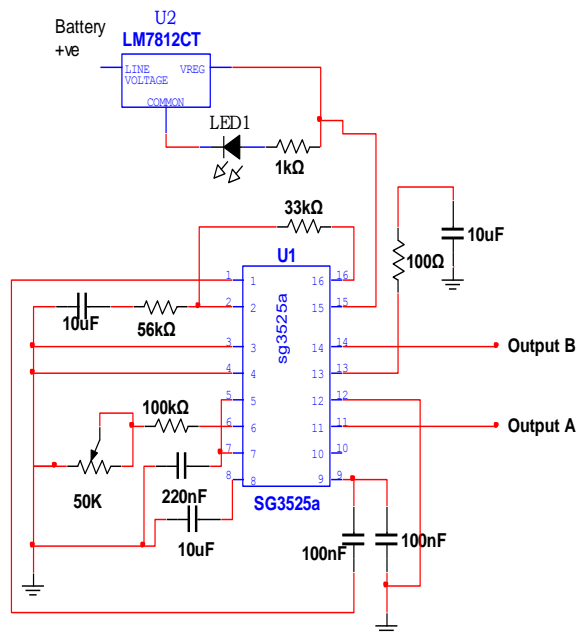 U2
Battery
+ve
LM7812CT
LINE
VOLTAGE
VREG
COMMON
LED1
1kΩ
33kΩ
10uF
100Ω
U1
1
1
16
16
10uF
56kΩ
2
2
15
15
sg3525a
3
3
14
14
Output B
4
4
13
13
5
5
12
12
100kΩ
6
6
11
11
Output A
7
7
10
10
50K
220nF
8
8
9
9
SG3525a
10uF
100nF
100nF